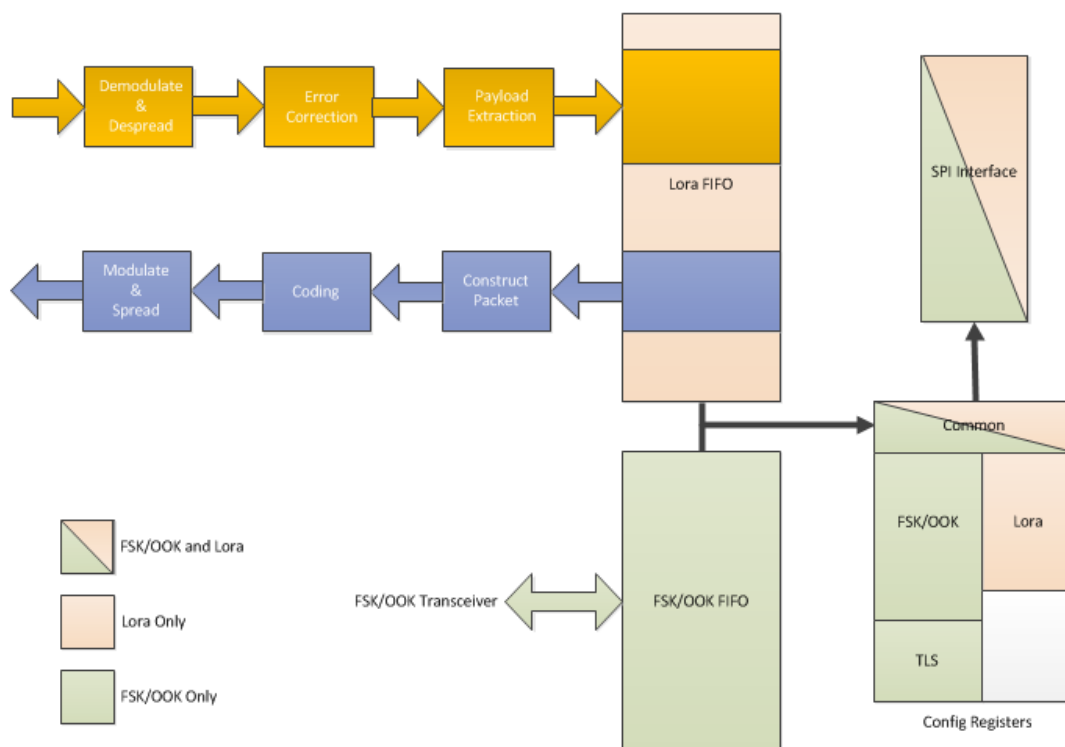 Demodulate
&
Despread
Error
Correction
Payload
Extraction
Lora FIFO
SPI Interface
Modulate
&
Spread
Coding
Construct
Packet
Common
FSK/OOK
Lora
TLS
Config Registers
FSK/OOK and Lora
Lora Only
FSK/OOK Only
FSK/OOK Transceiver
FSK/OOK FIFO